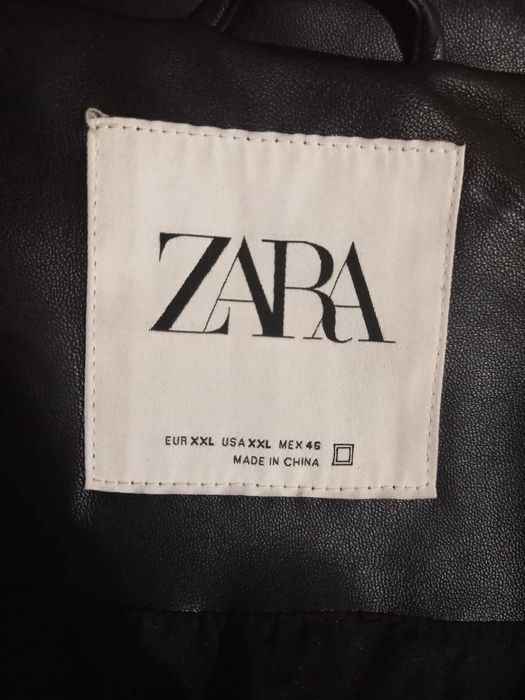 ZARA
EUR XXL USA XXL MEX 46
MADE IN CHINA